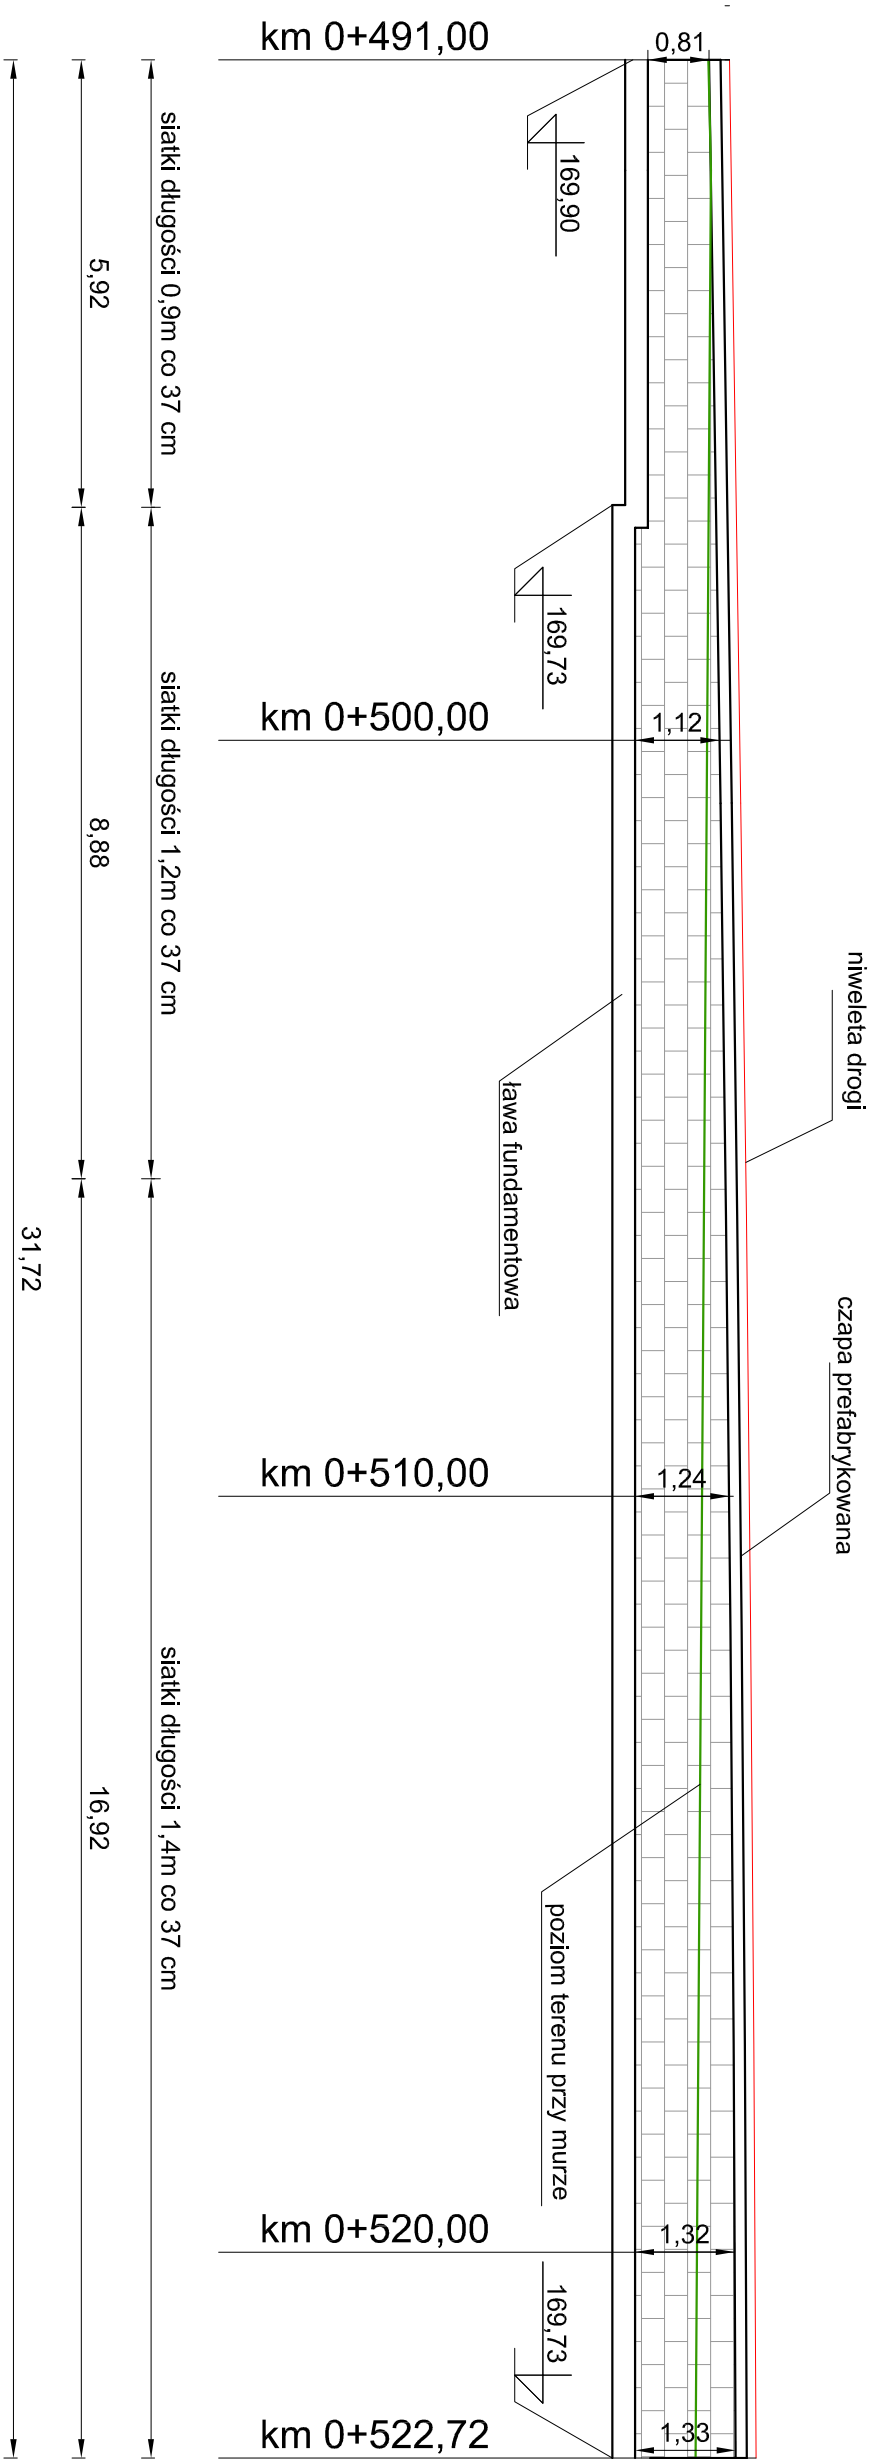 km 0+491,00
0,81
169,90
siatki długości 0,9m co 37 cm
5,92
169,73
km 0+500,00
1,12
siatki długości 1,2m co 37 cm
8,88
niweleta drogi
ława fundamentowa
31,72
czapa prefabrykowana
km 0+510,00
1,24
siatki długości 1,4m co 37 cm
16,92
poziom terenu przy murze
km 0+520,00
1,32
169,73
km 0+522,72
1,33